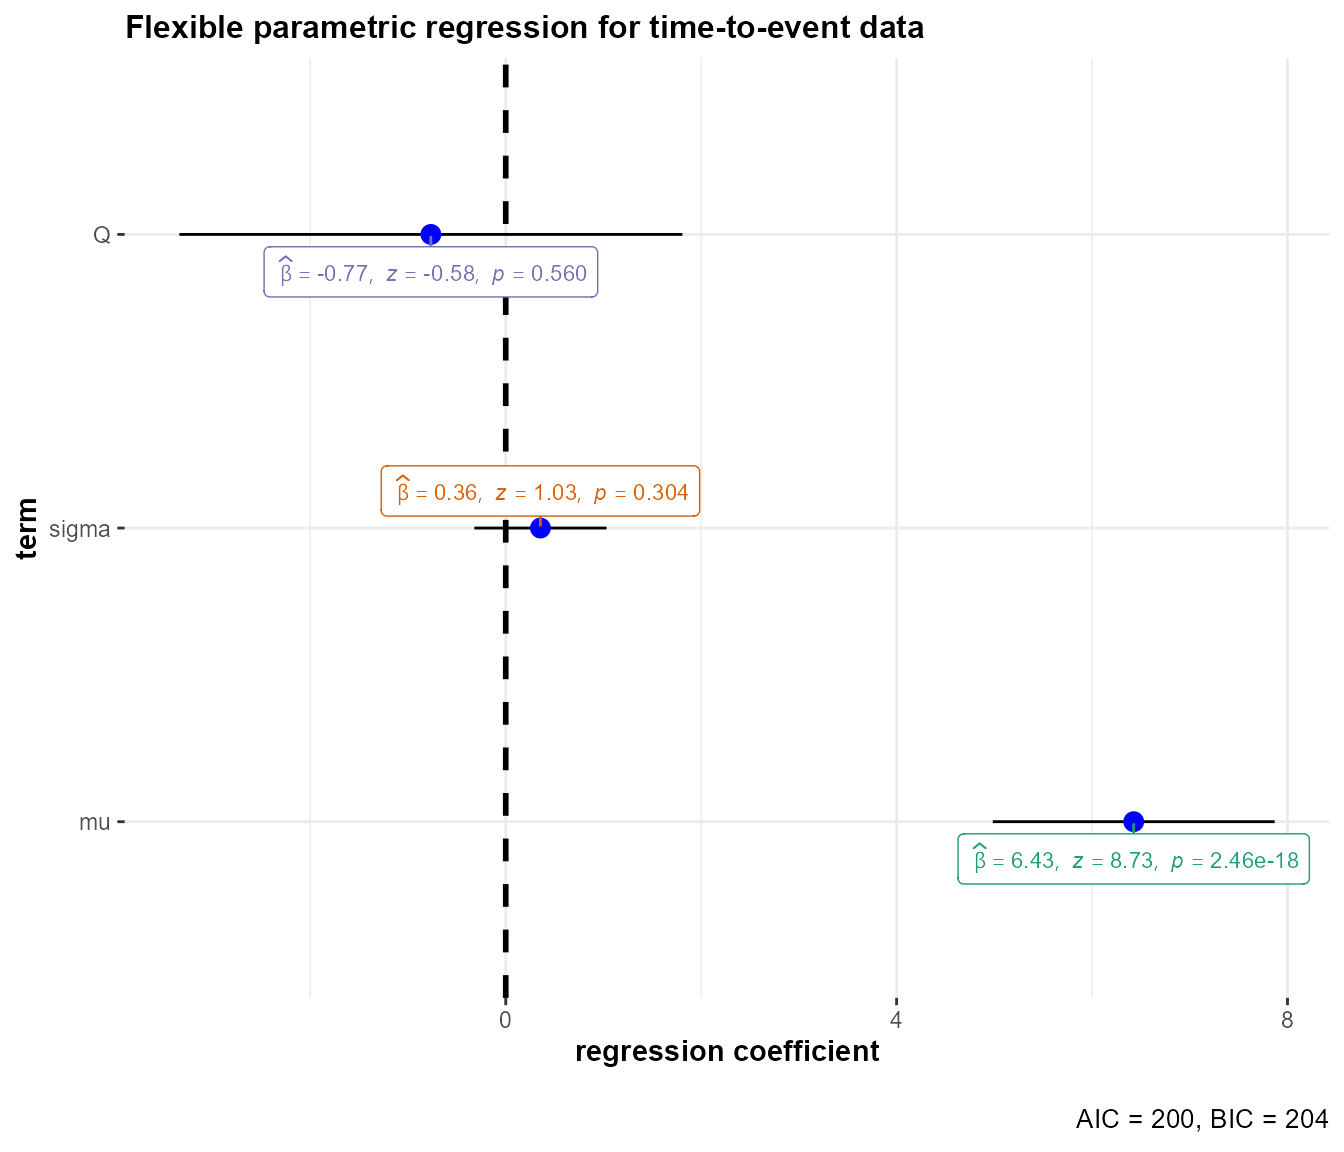 Flexible parametric regression for time-to-event data
Q
β̂ = -0.77, z = -0.58, p = 0.560
β̂ = 0.36, z = 1.03, p = 0.304
term
sigma
mu
β̂ = 6.43, z = 8.73, p = 2.46e-18
0 4 8
regression coefficient
AIC = 200, BIC = 204